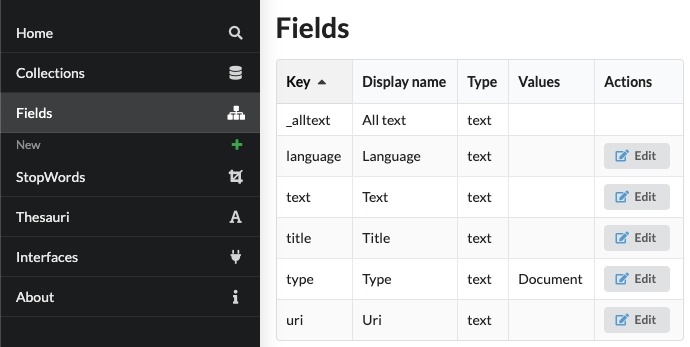 Home
Collections
Fields
New
StopWords
Thesauri
Interfaces
About
Fields
Key Display name Type Values Actions
_alltext All text text
language Language text Edit
text Text text Edit
title Title text Edit
type Type text Document Edit
uri Uri text Edit